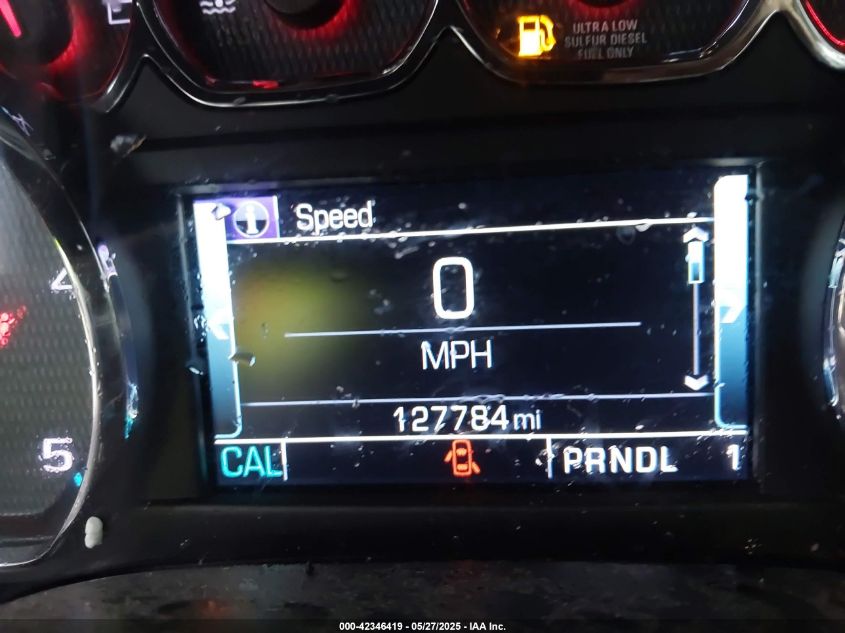 ULTRA LOW
SULFUR DIESEL
FUEL ONLY
Speed
4
0
MPH
127784 mi
5
CAL PRNDL 1
000-42346419 - 05/27/2025 - IAA Inc.